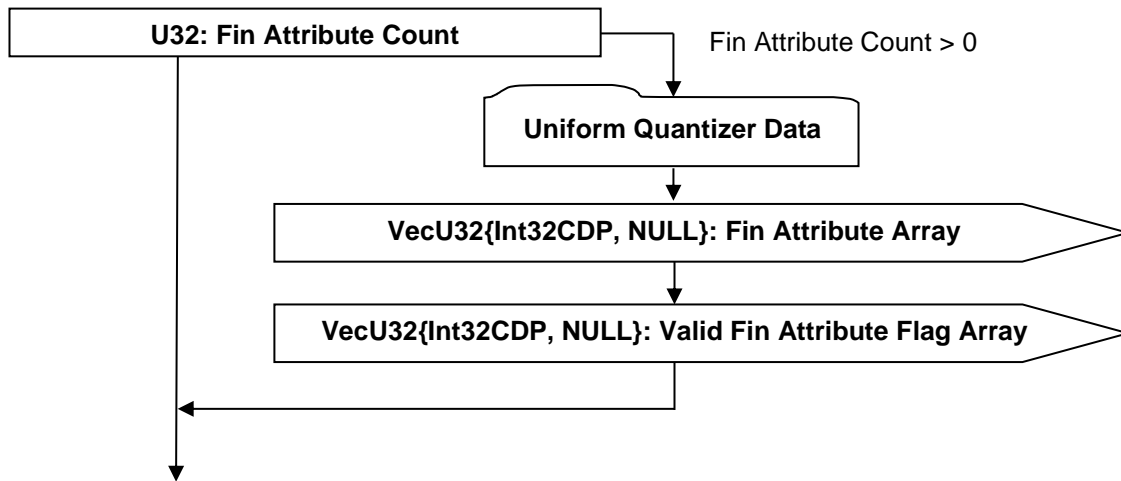 U32: Fin Attribute Count
Fin Attribute Count > 0
Uniform Quantizer Data
VecU32{Int32CDP, NULL}: Fin Attribute Array
VecU32{Int32CDP, NULL}: Valid Fin Attribute Flag Array